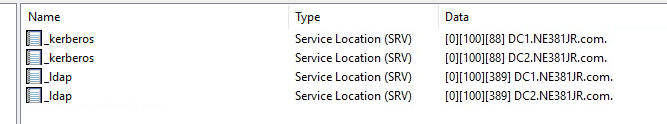 Name Type Data
_kerberos Service Location (SRV) [0][100][88] DC1.NE381JR.com.
_kerberos Service Location (SRV) [0][100][88] DC2.NE381JR.com.
_ldap Service Location (SRV) [0][100][389] DC1.NE381JR.com.
_ldap Service Location (SRV) [0][100][389] DC2.NE381JR.com.